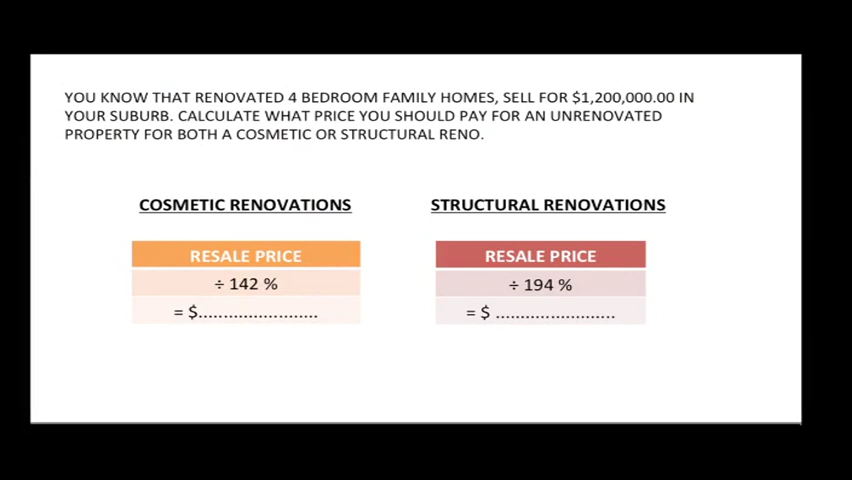 YOU KNOW THAT RENOVATED 4 BEDROOM FAMILY HOMES, SELL FOR $1,200,000.00 IN
YOUR SUBURB. CALCULATE WHAT PRICE YOU SHOULD PAY FOR AN UNRENOVATED
PROPERTY FOR BOTH A COSMETIC OR STRUCTURAL RENO.
COSMETIC RENOVATIONS
RESALE PRICE
÷ 142 %
= $........................
STRUCTURAL RENOVATIONS
RESALE PRICE
÷ 194 %
= $ ........................